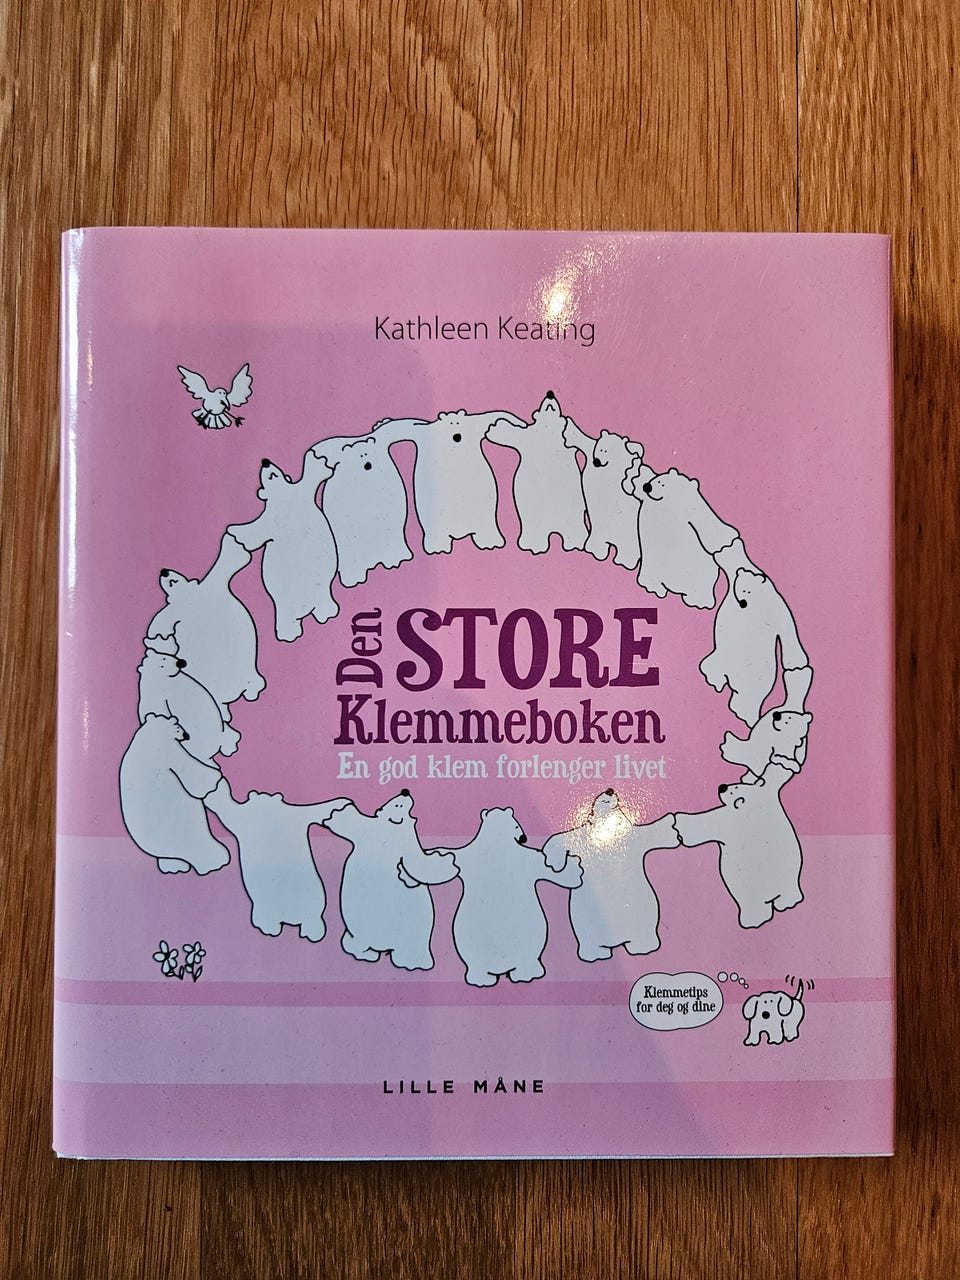 Kathleen Keating
Den STORE
Klemmeboken
En god klem forlenger livet
Klemmetips
for deg og dine
LILLE MÅNE